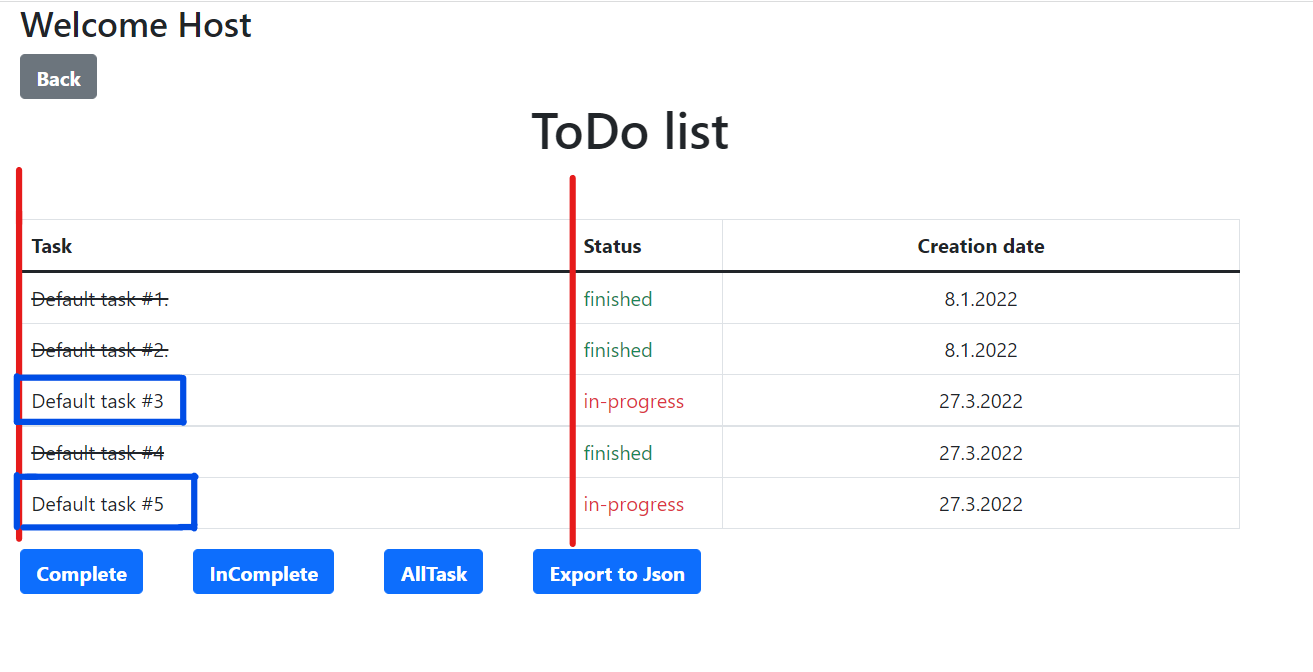 Welcome Host
Back
ToDo list
Task Status Creation date
Default task #1. finished 8.1.2022
Default task #2. finished 8.1.2022
Default task #3 in-progress 27.3.2022
Default task #4 finished 27.3.2022
Default task #5 in-progress 27.3.2022
Complete InComplete AllTask Export to Json